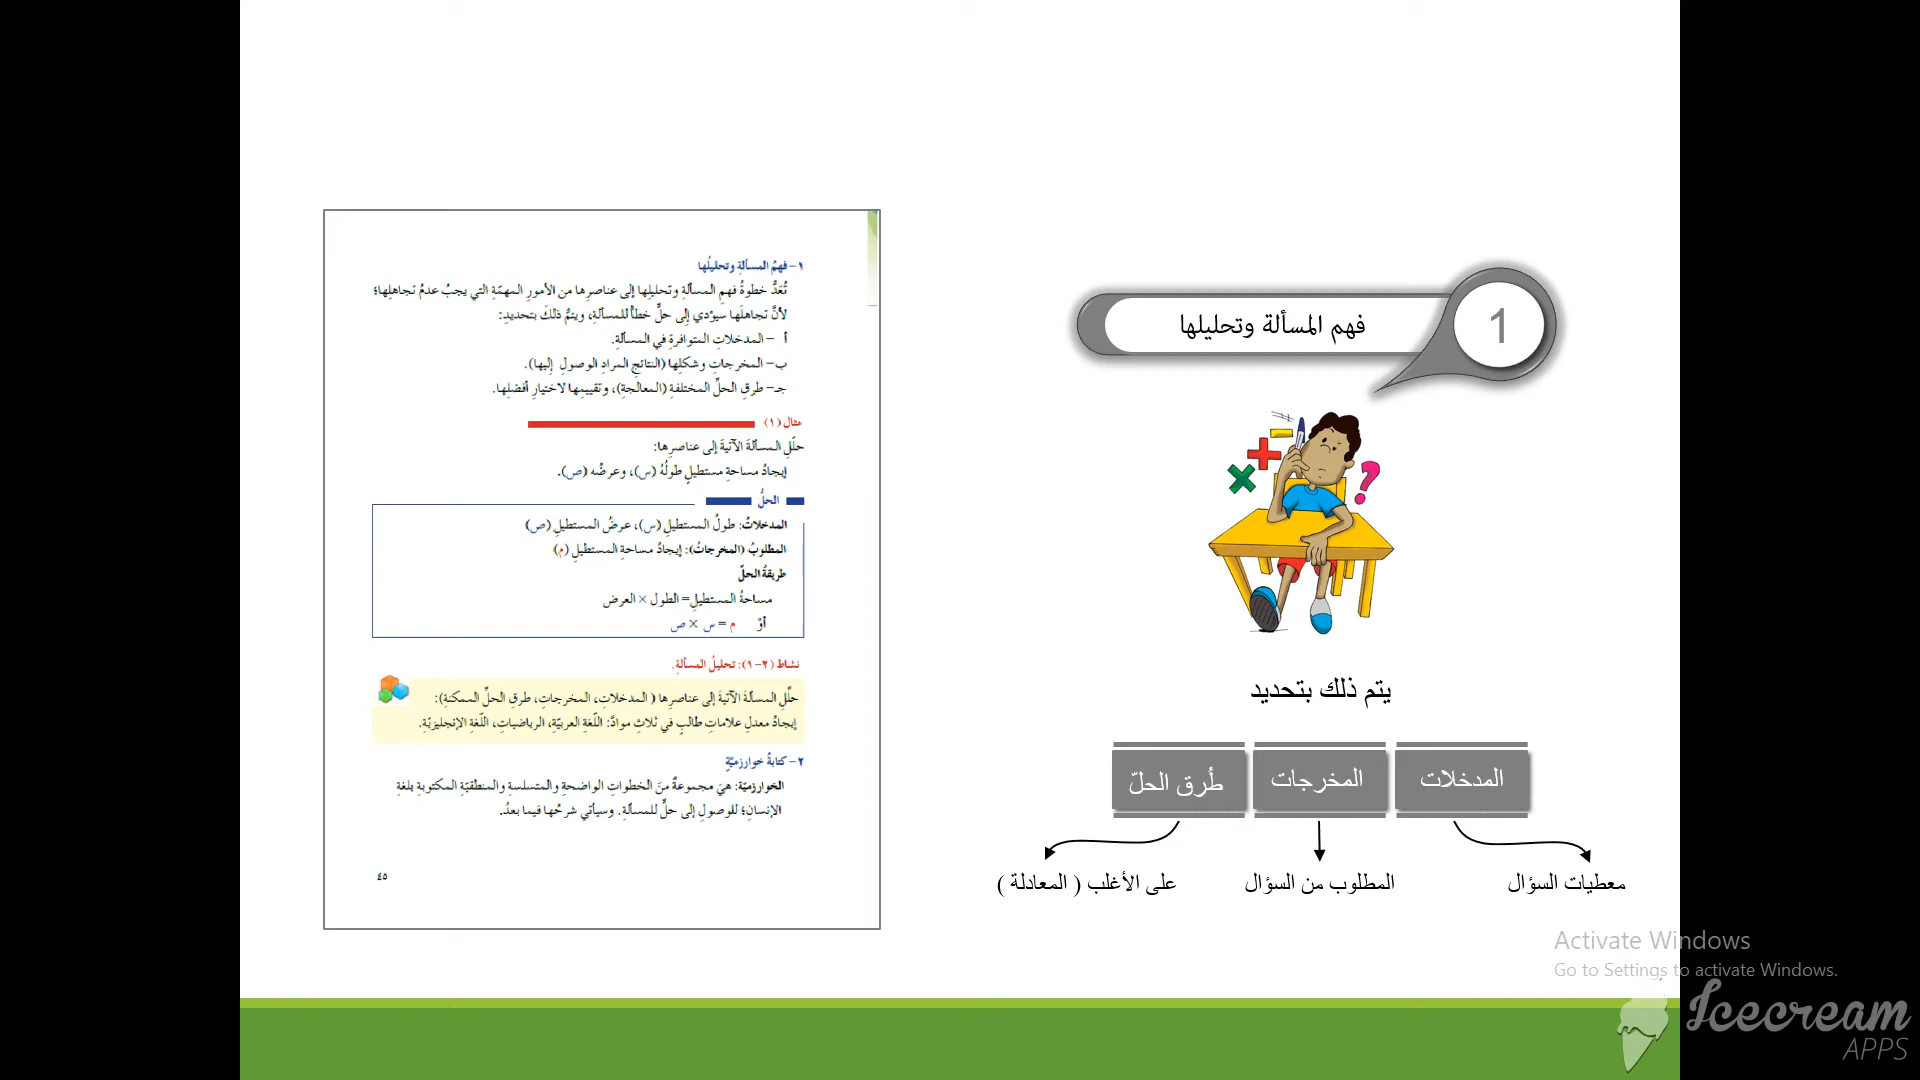 1
فهم المسألة وتحليلها
يتم ذلك بتحديد
المدخلات
المخرجات
طُرق الحلّ
معطيات السؤال
المطلوب من السؤال
على الأغلب ( المعادلة )
١- فهمُ المسألةِ وتحليلُها
تُعَدُّ خطوةُ فهمِ المسألةِ وتحليلِها إلى عناصرِها من الأمورِ المهمّةِ التي يجبُ عدمُ تجاهلِها؛
لأنَّ تجاهلَها سيؤدي إلى حلٍّ خطأٍ للمسألةِ، ويتمُّ ذلكَ بتحديدِ:
أ - المدخلاتِ المتوافرةِ في المسألةِ.
ب- المخرجاتِ وشكلِها (النتائجِ المرادِ الوصولِ إليها).
جـ- طرقِ الحلِّ المختلفةِ (المعالجةِ)، وتقييمِها لاختيارِ أفضلِها.
مثال (١)
حلّلِ المسألةَ الآتيةَ إلى عناصرِها:
إيجادُ مساحةِ مستطيلٍ طولُهُ (س)، وعرضُه (ص).
الحلُّ
المدخلاتُ: طولُ المستطيلِ (س)، عرضُ المستطيلِ (ص)
المطلوبُ (المخرجاتُ): إيجادُ مساحةِ المستطيلِ (م)
طريقةُ الحلِّ
مساحةُ المستطيلِ= الطول × العرض
أوْ م = س × ص
نشاط (٢-١): تحليلُ المسألةِ.
حلّلِ المسألةَ الآتيةَ إلى عناصرِها ( المدخلاتِ، المخرجاتِ، طرقِ الحلِّ الممكنةِ):
إيجادُ معدلِ علاماتِ طالبٍ في ثلاثِ موادَّ: اللّغةِ العربيّةِ، الرياضياتِ، اللّغةِ الإنجليزيّةِ.
٢- كتابةُ خوارزميّةٍ
الخوارزميّة: هيَ مجموعةٌ منَ الخطواتِ الواضحةِ والمتسلسةِ والمنطقيّةِ المكتوبةِ بلغةِ
الإنسانِ؛ للوصولِ إلى حلٍّ للمسألةِ. وسيأتي شرحُها فيما بعدُ.
٤٥
Activate Windows
Go to Settings to activate Windows.
Icecream
APPS